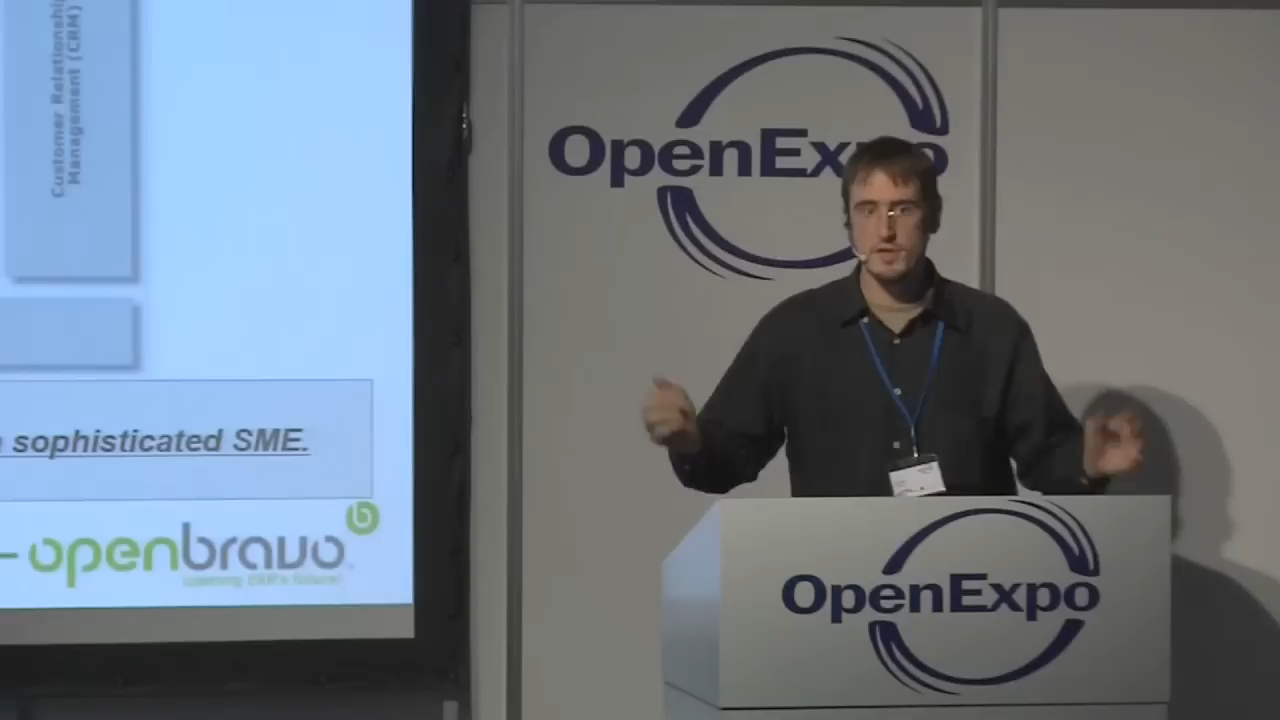 Customer Relationship
Management (CRM)
sophisticated SME.
openbravo
OpenExpo
OpenExpo